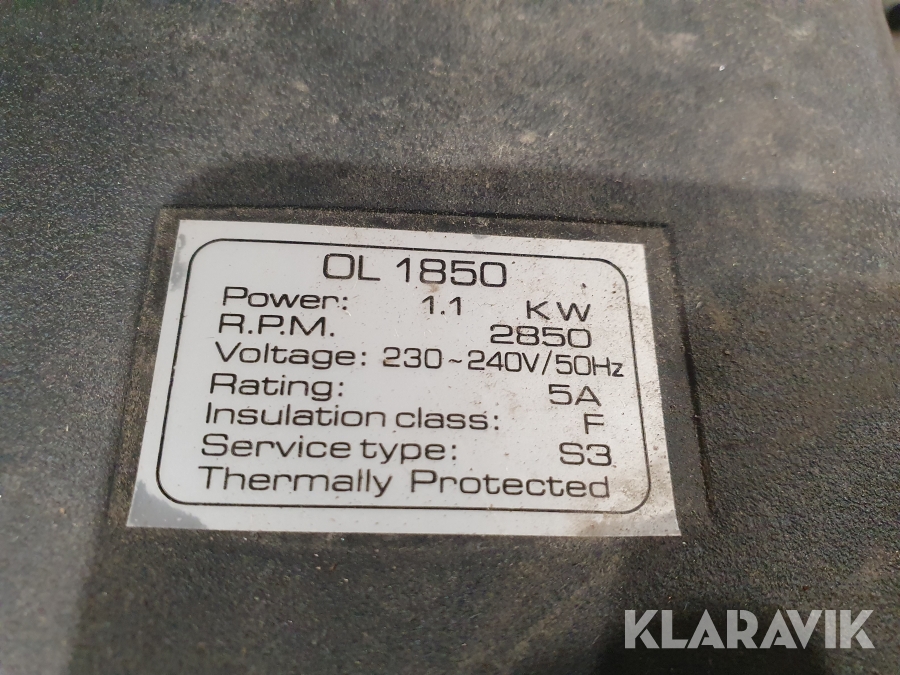 OL 1850
Power: 1.1 KW
R.P.M. 2850
Voltage: 230~240V/50Hz
Rating: 5A
Insulation class: F
Service type: S3
Thermally Protected
KLARAVIK